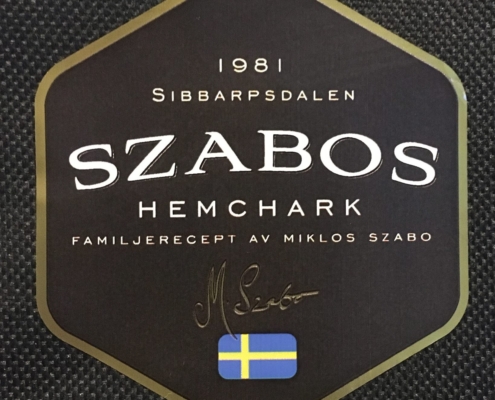 1981
SIBBARPSDALEN
SZABOS
HEMCHARK
FAMILJERECEPT AV MIKLOS SZABO
M Szabo